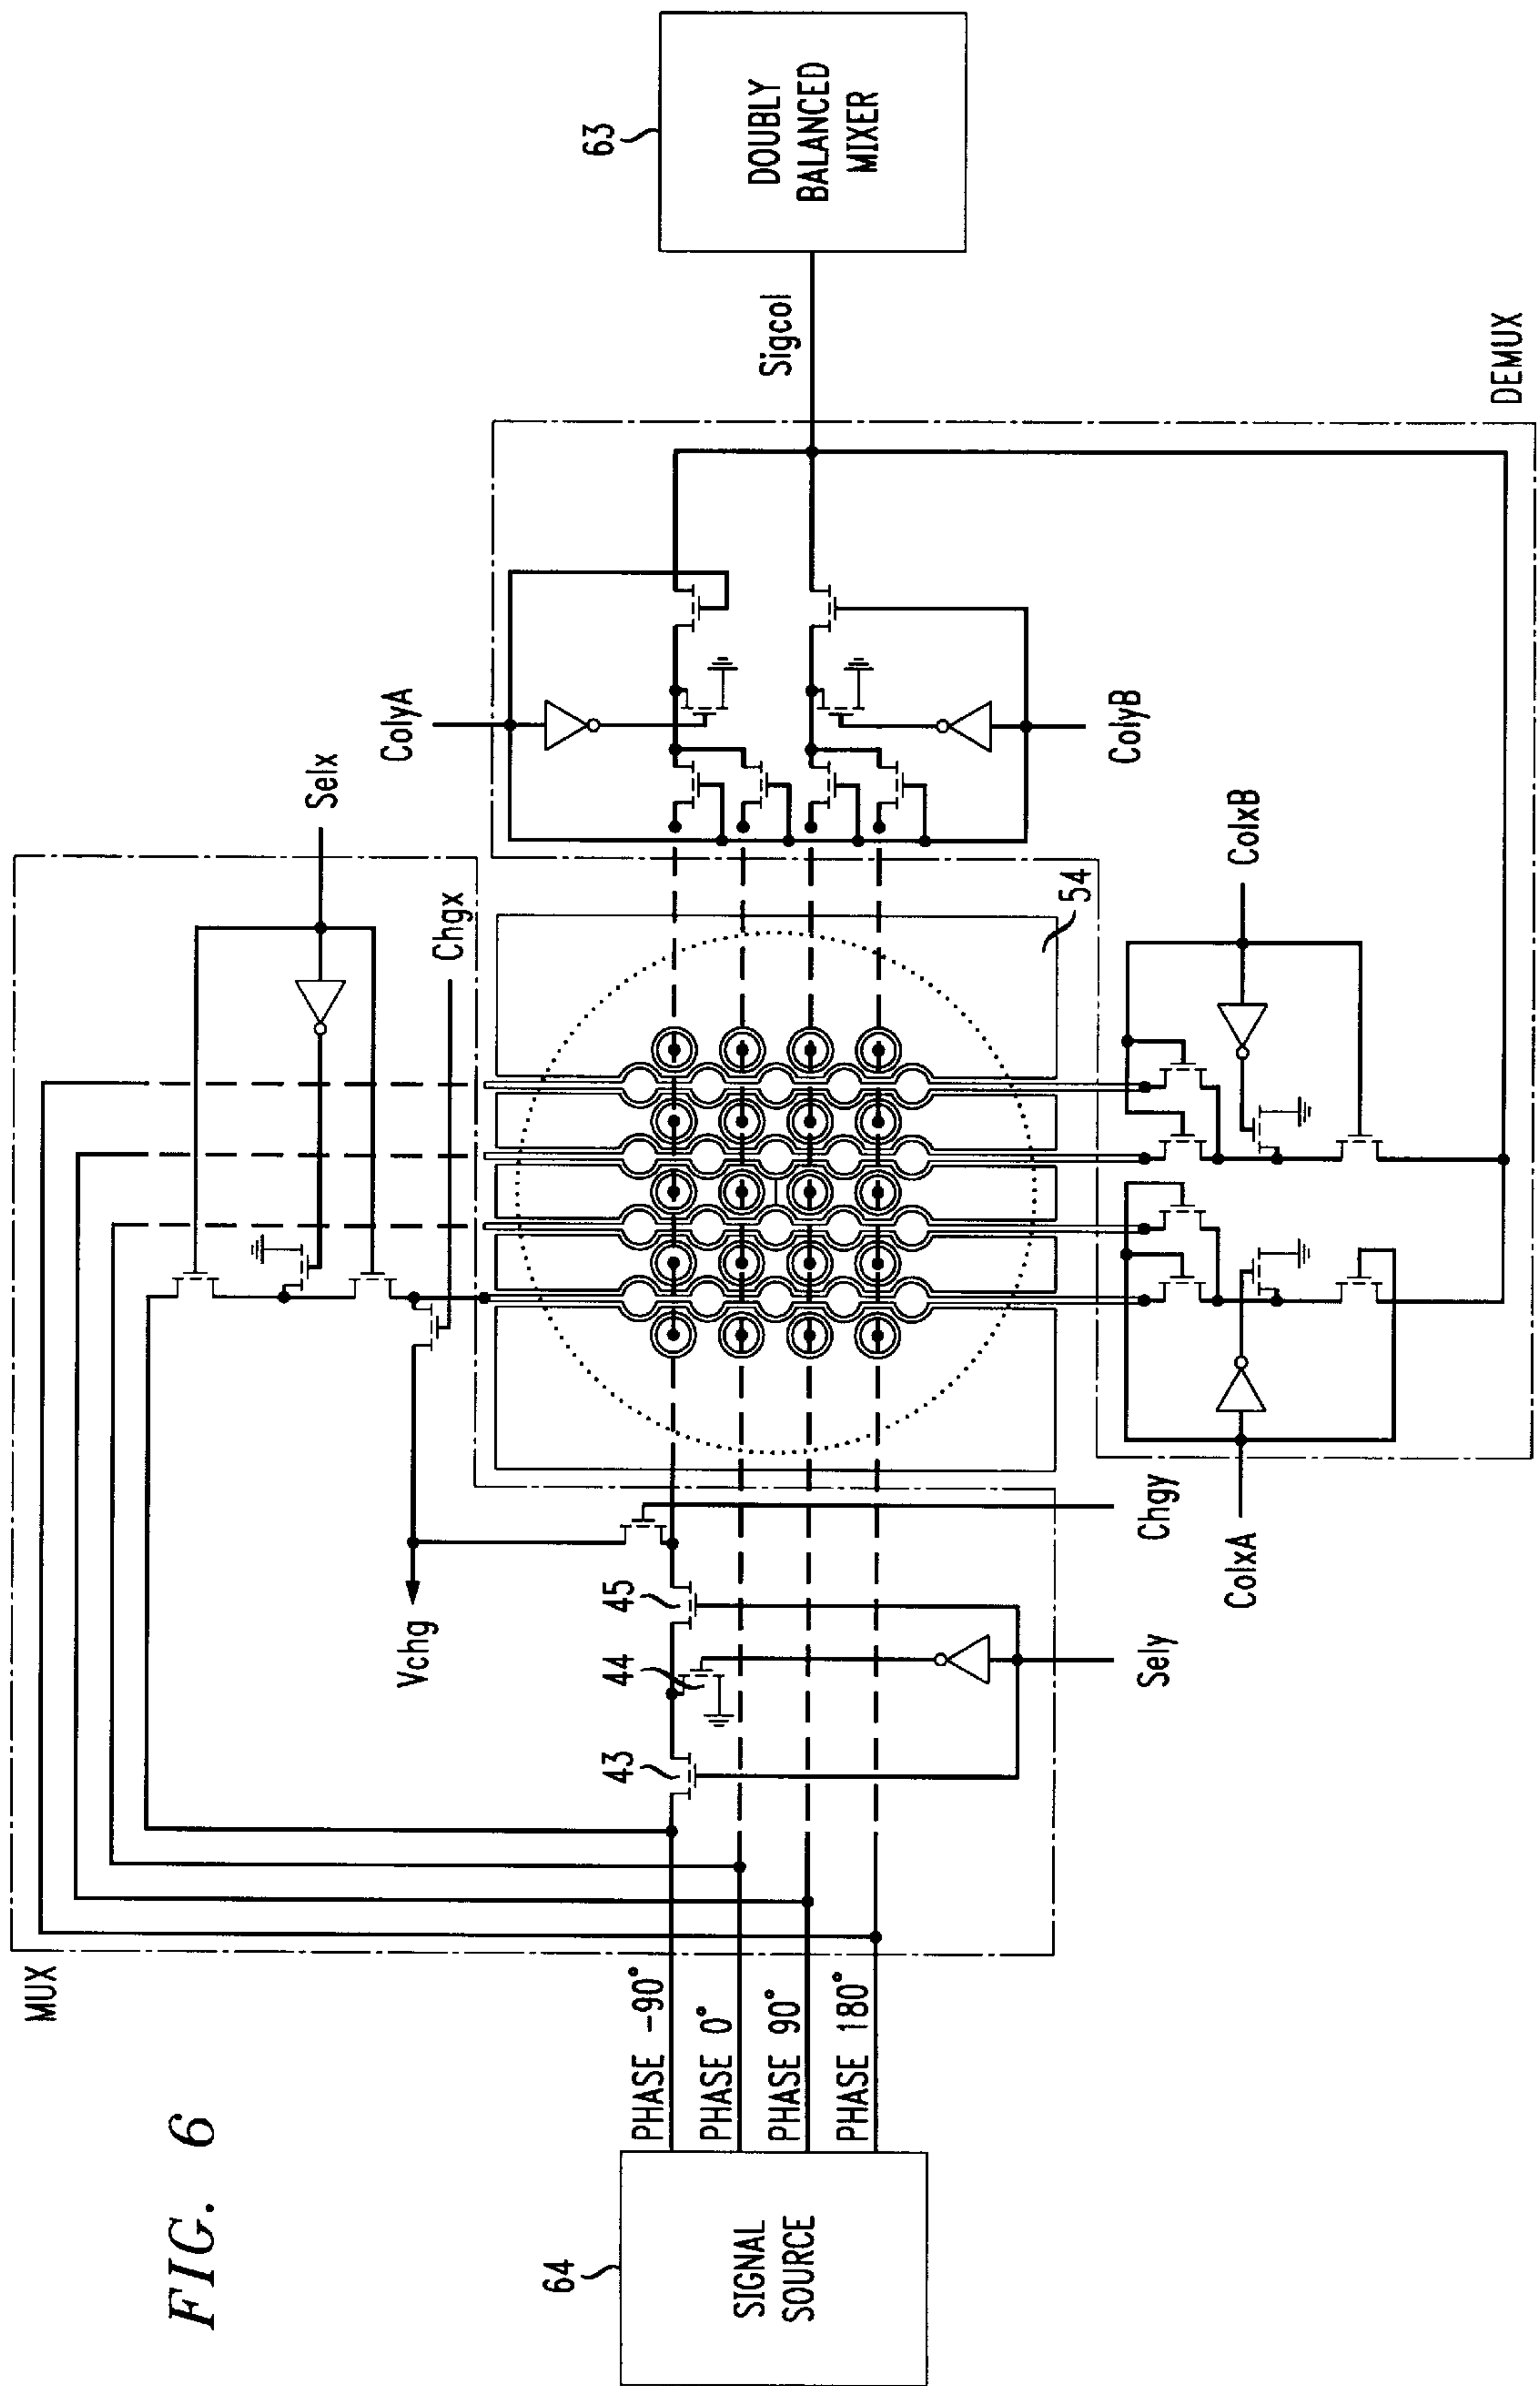 FIG. 6
MUX
64
SIGNAL
SOURCE
PHASE -90°
PHASE 0°
PHASE 90°
PHASE 180°
43
44
45
Vchg
Sely
Chgy
Chgx
Selx
54
ColxA
ColxB
ColyA
ColyB
Sigcol
DEMUX
63
DOUBLY
BALANCED
MIXER